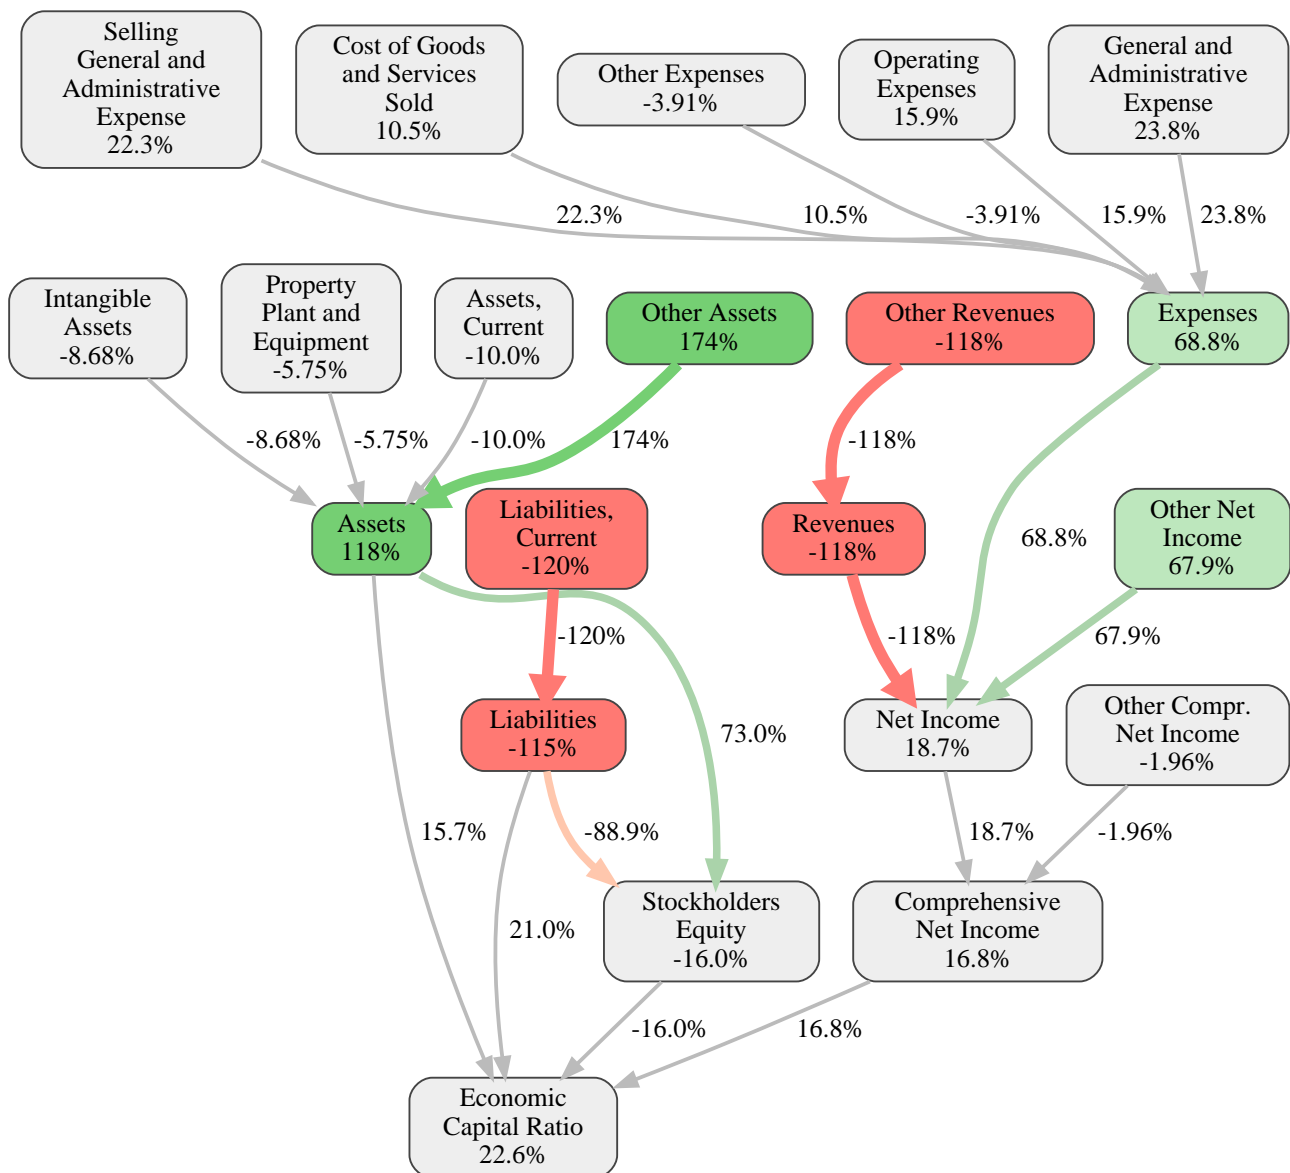 Selling
General and
Administrative
Expense
22.3%
Cost of Goods
and Services
Sold
10.5%
Other Expenses
-3.91%
Operating
Expenses
15.9%
General and
Administrative
Expense
23.8%
22.3%
10.5%
-3.91%
15.9%
23.8%
Intangible
Assets
-8.68%
Property
Plant and
Equipment
-5.75%
Assets,
Current
-10.0%
Other Assets
174%
Other Revenues
-118%
Expenses
68.8%
-8.68%
-5.75%
-10.0%
174%
-118%
Assets
118%
Liabilities,
Current
-120%
Revenues
-118%
68.8%
Other Net
Income
67.9%
-120%
-118%
67.9%
Liabilities
-115%
73.0%
Net Income
18.7%
Other Compr.
Net Income
-1.96%
15.7%
-88.9%
18.7%
-1.96%
21.0%
Stockholders
Equity
-16.0%
Comprehensive
Net Income
16.8%
-16.0%
16.8%
Economic
Capital Ratio
22.6%